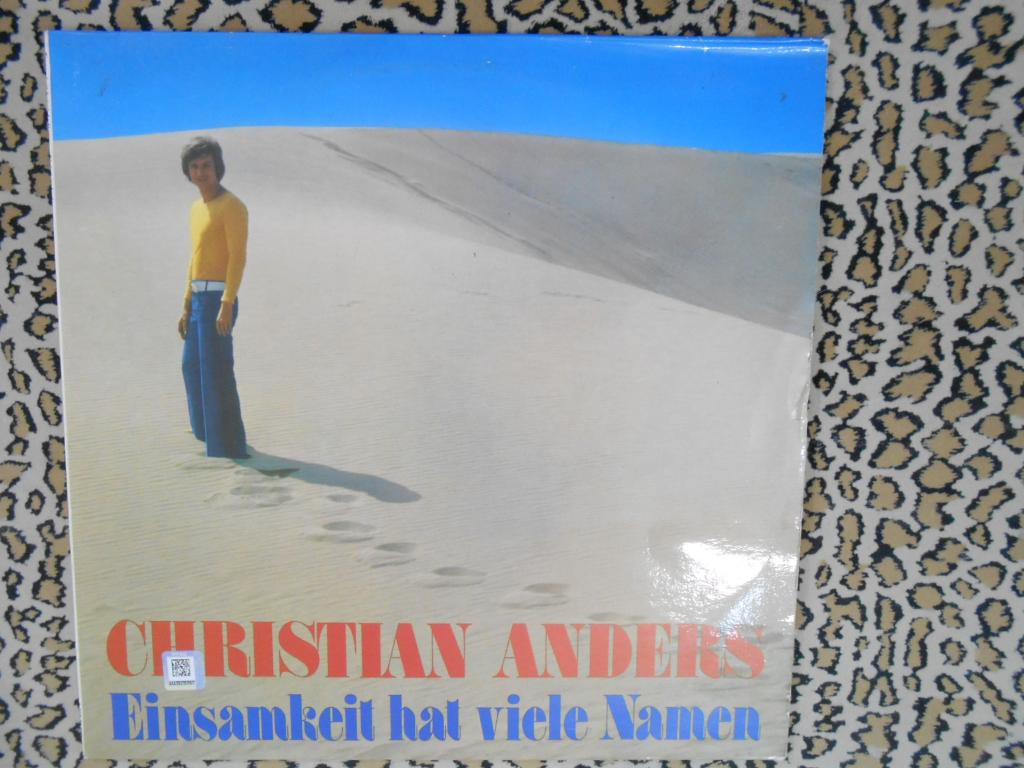 CHRISTIAN ANDERS
Einsamkeit hat viele Namen